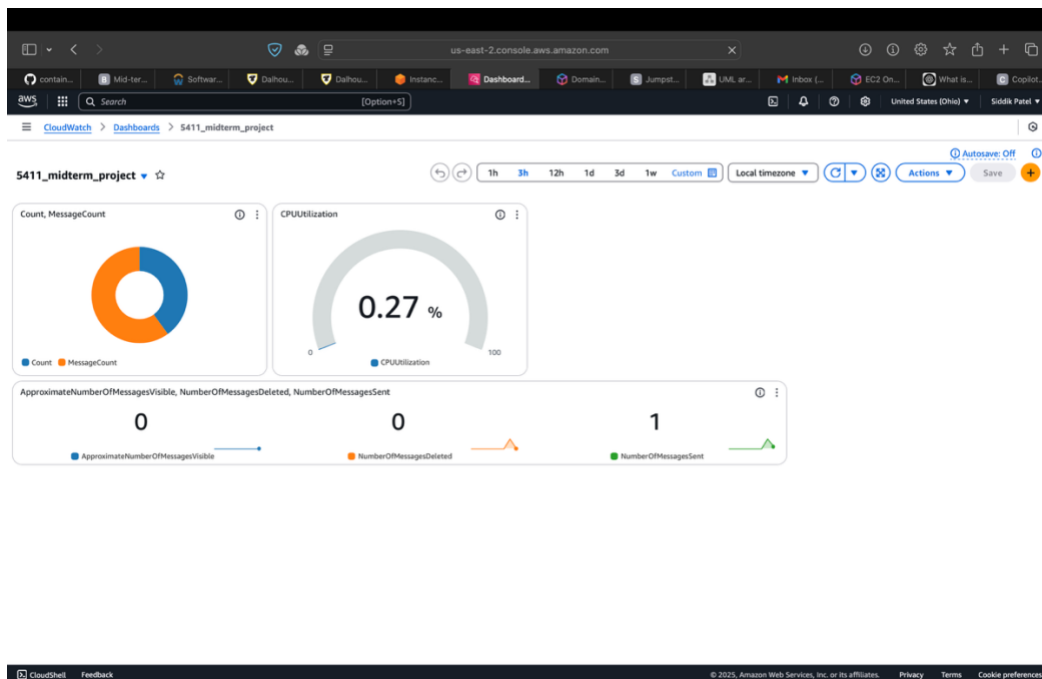 us-east-2.console.aws.amazon.com
contain... Mid-ter... Softwar... Dalhou... Dalhou... Instanc... Dashboard... Domain... Jumpst... UML ar... Inbox (... EC2 On... What is... Copilot...
aws Search [Option+S] United States (Ohio) Siddik Patel
CloudWatch > Dashboards > 5411_midterm_project
Autosave: Off
5411_midterm_project 1h 3h 12h 1d 3d 1w Custom Local timezone Actions Save
Count, MessageCount
Count MessageCount
CPUUtilization
0.27 %
0 100
CPUUtilization
ApproximateNumberOfMessagesVisible, NumberOfMessagesDeleted, NumberOfMessagesSent
0 0 1
ApproximateNumberOfMessagesVisible NumberOfMessagesDeleted NumberOfMessagesSent
CloudShell Feedback © 2025, Amazon Web Services, Inc. or its affiliates. Privacy Terms Cookie preferences